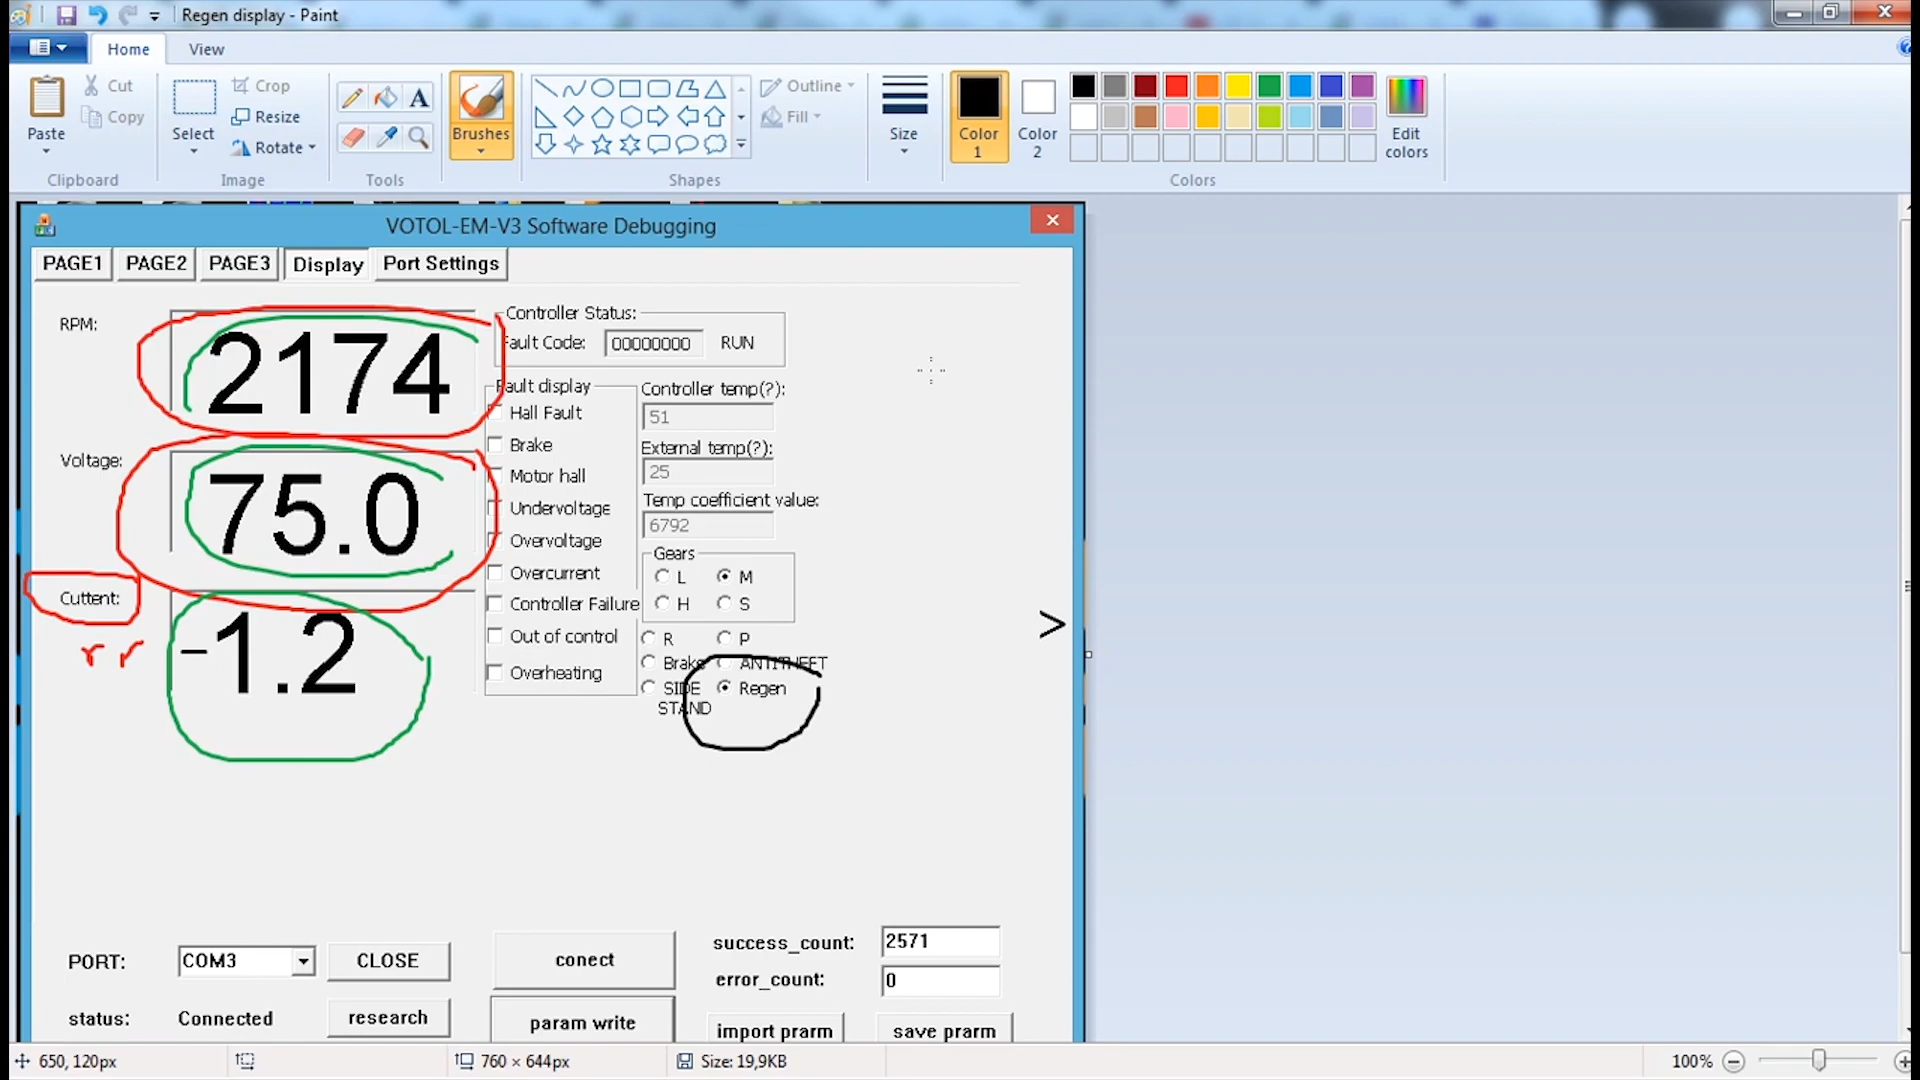 Regen display - Paint
Home View
Paste
Cut
Copy
Clipboard
Select
Crop
Resize
Rotate
Image
A
Tools
Brushes
Shapes
Outline
Fill
Size
Color 1
Color 2
Edit colors
Colors
VOTOL-EM-V3 Software Debugging
PAGE1 PAGE2 PAGE3 Display Port Settings
RPM:
2174
Voltage:
75.0
Cuttent:
-1.2
r r
Controller Status:
Fault Code: 00000000 RUN
Fault display
Hall Fault
Brake
Motor hall
Undervoltage
Overvoltage
Overcurrent
Controller Failure
Out of control
Overheating
Controller temp(?):
51
External temp(?):
25
Temp coefficient value:
6792
Gears
L M
H S
R P
Brake ANTITHEFT
SIDE STAND Regen
>
PORT: COM3 CLOSE conect
success_count: 2571
error_count: 0
status: Connected research param write import prarm save prarm
650, 120px 760 × 644px Size: 19,9KB 100%